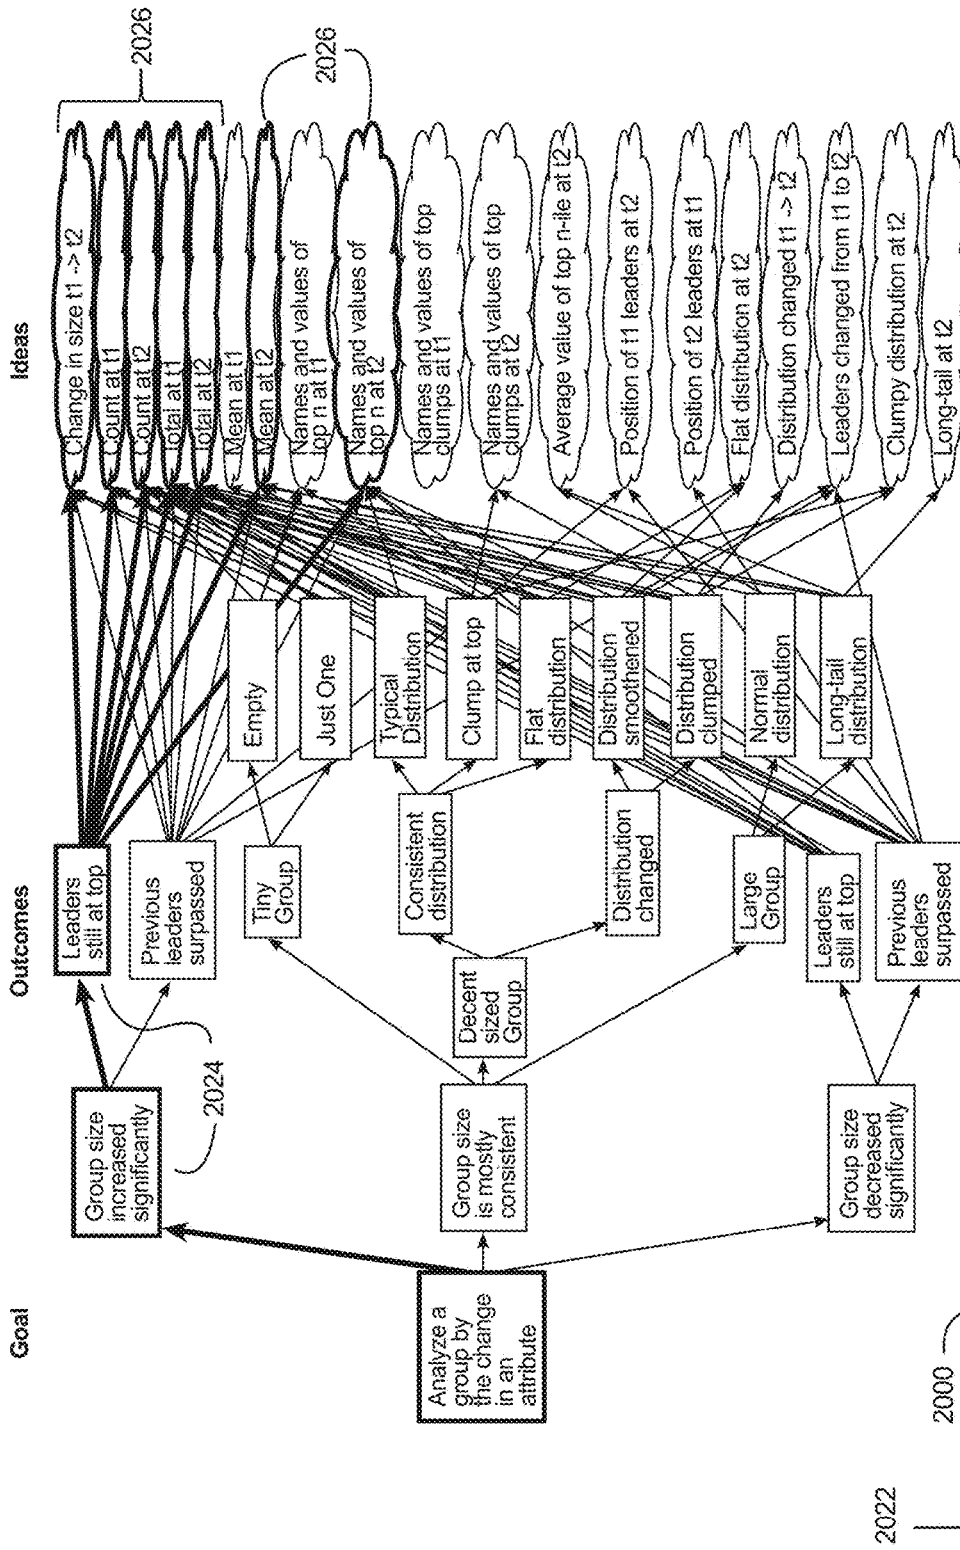 Goal
Outcomes
Ideas
Analyze a
group by
the change
in an
attribute
Group size
increased
significantly
Group size
is mostly
consistent
Group size
decreased
significantly
2024
Leaders
still at top
Previous
leaders
surpassed
Tiny
Group
Decent
sized
Group
Large
Group
Leaders
still at top
Previous
leaders
surpassed
Consistent
distribution
Distribution
changed
Empty
Just One
Typical
Distribution
Clump at top
Flat
distribution
Distribution
smoothened
Distribution
clumped
Normal
distribution
Long-tail
distribution
Change in size t1 -> t2
Count at t1
Count at t2
Total at t1
Total at t2
Mean at t1
Mean at t2
Names and values of
top n at t1
Names and values of
top n at t2
Names and values of top
clumps at t1
Names and values of top
clumps at t2
Average value of top n-ile at t2
Position of t1 leaders at t2
Position of t2 leaders at t1
Flat distribution at t2
Distribution changed t1 -> t2
Leaders changed from t1 to t2
Clumpy distribution at t2
Long-tail at t2
2026
2026
2022
2000